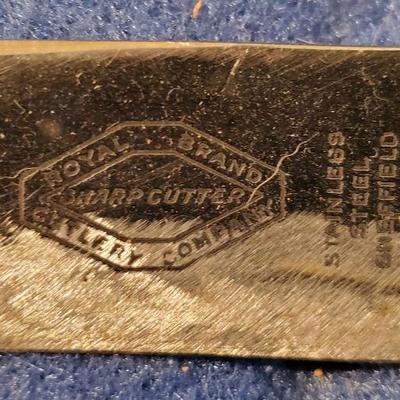 ROYAL BRAND
SHARP CUTTER
CUTLERY COMPANY
STAINLESS
STEEL
SHEFFIELD